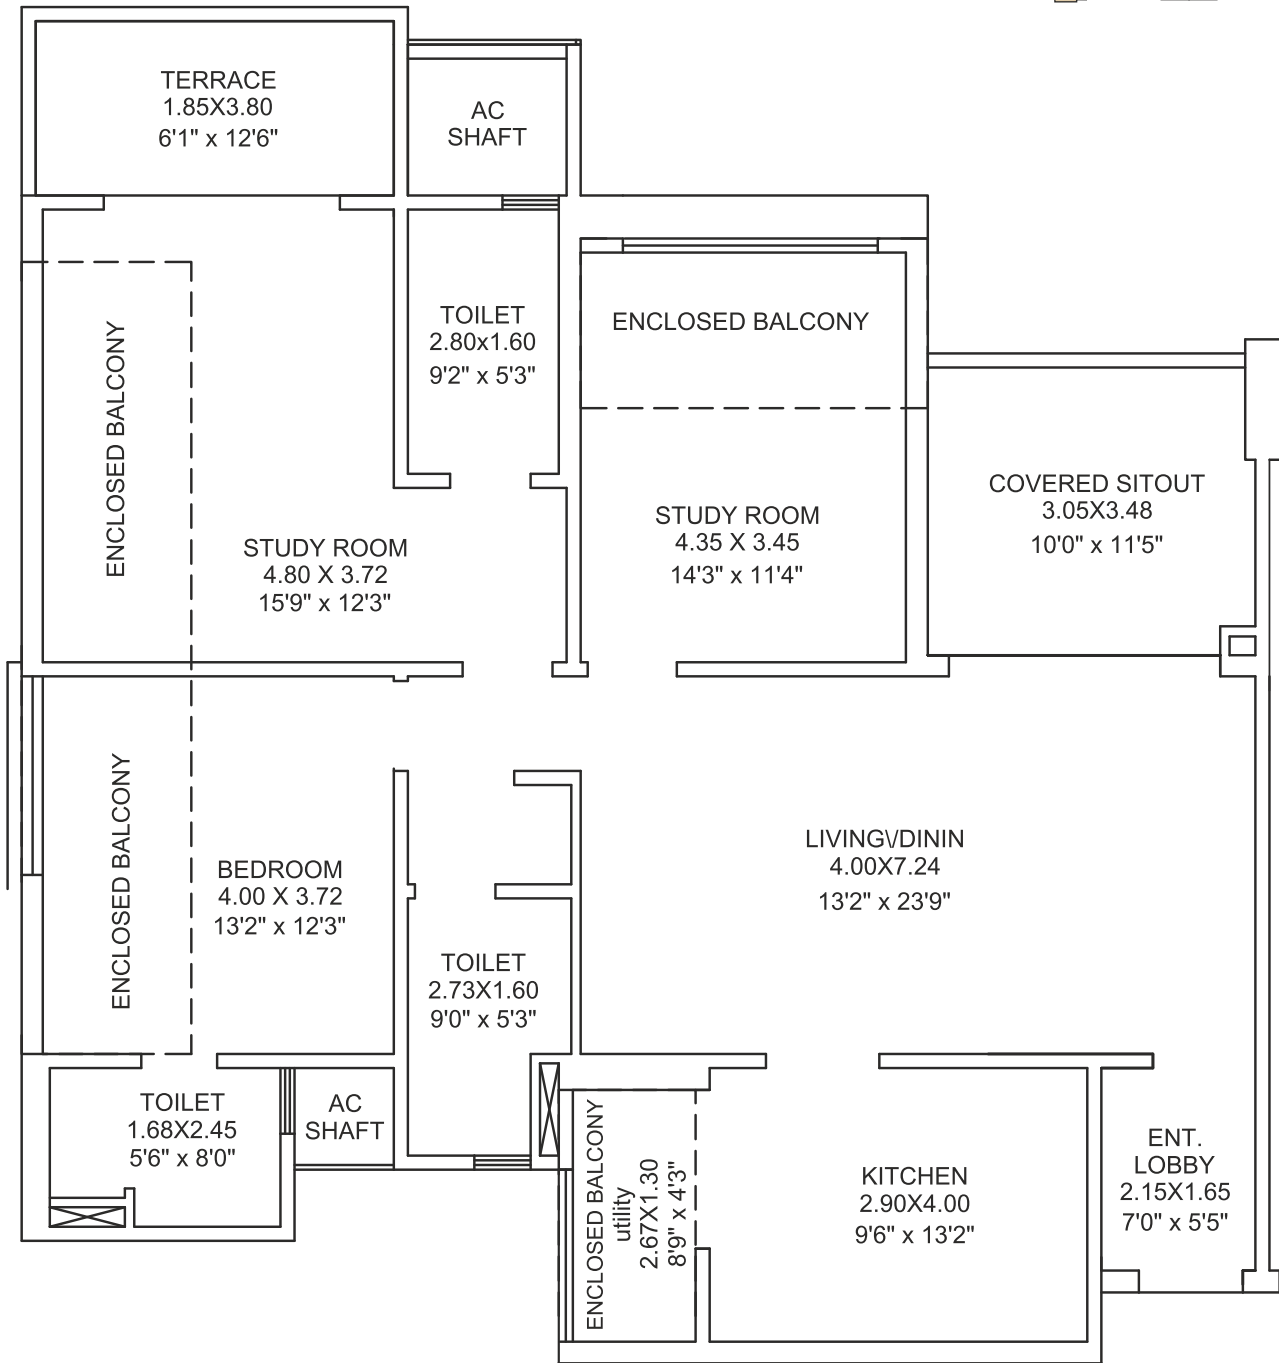 TERRACE
1.85X3.80
6'1" x 12'6"
AC
SHAFT
TOILET
2.80x1.60
9'2" x 5'3"
ENCLOSED BALCONY
ENCLOSED BALCONY
STUDY ROOM
4.80 X 3.72
15'9" x 12'3"
STUDY ROOM
4.35 X 3.45
14'3" x 11'4"
COVERED SITOUT
3.05X3.48
10'0" x 11'5"
ENCLOSED BALCONY
BEDROOM
4.00 X 3.72
13'2" x 12'3"
LIVING\/DININ
4.00X7.24
13'2" x 23'9"
TOILET
2.73X1.60
9'0" x 5'3"
TOILET
1.68X2.45
5'6" x 8'0"
AC
SHAFT
ENCLOSED BALCONY
utility
2.67X1.30
8'9" x 4'3"
KITCHEN
2.90X4.00
9'6" x 13'2"
ENT.
LOBBY
2.15X1.65
7'0" x 5'5"